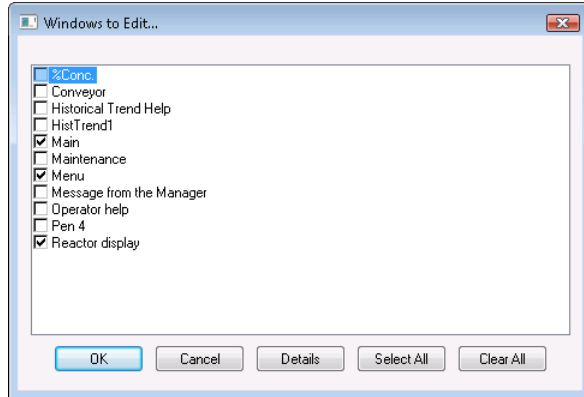 Windows to Edit...
%Conc.
Conveyor
Historical Trend Help
HistTrend1
Main
Maintenance
Menu
Message from the Manager
Operator help
Pen 4
Reactor display
OK Cancel Details Select All Clear All